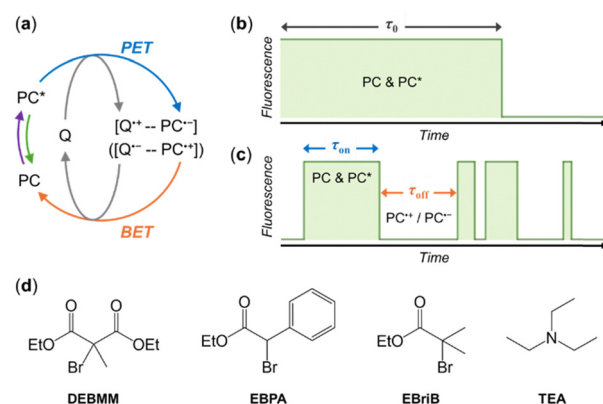 (a)
PET
PC*
Q
[Q•+ -- PC•−]
([Q•− -- PC•+])
PC
BET
(b)
τ0
Fluorescence
PC & PC*
Time
(c)
τon
Fluorescence
PC & PC*
τoff
PC•+ / PC•−
Time
(d)
O O
EtO OEt
Br
DEBMM
O
EtO
Br
EBPA
O
EtO
Br
EBriB
N
TEA